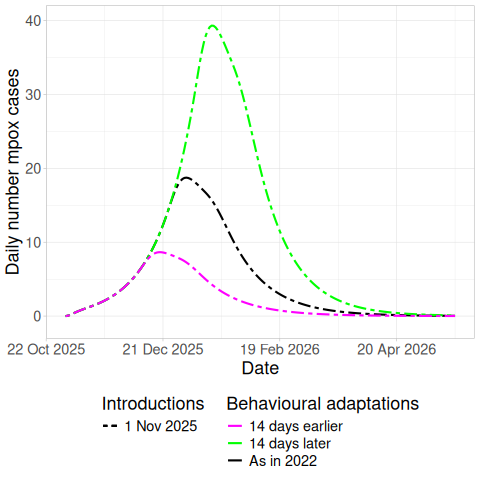 Daily number mpox cases
40
30
20
10
0
22 Oct 2025
21 Dec 2025
19 Feb 2026
20 Apr 2026
Date
Introductions
1 Nov 2025
Behavioural adaptations
14 days earlier
14 days later
As in 2022